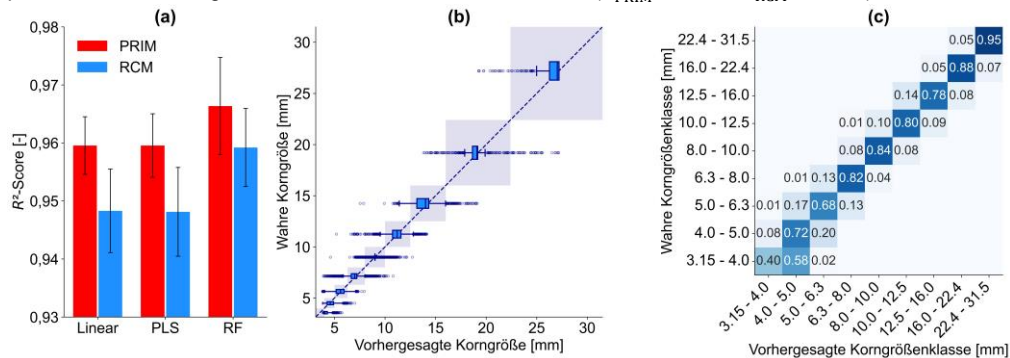 PRIM RCM
(a) (b) (c)
0,98
0,97
0,96
0,95
0,94
0,93
R²-Score [-]
PRIM
RCM
Linear PLS RF
Wahre Korngröße [mm]
30
25
20
15
10
5
5 10 15 20 25 30
Vorhergesagte Korngröße [mm]
Wahre Korngrößenklasse [mm]
22.4 - 31.5 0.05 0.95
16.0 - 22.4 0.05 0.88 0.07
12.5 - 16.0 0.14 0.78 0.08
10.0 - 12.5 0.01 0.10 0.80 0.09
8.0 - 10.0 0.08 0.84 0.08
6.3 - 8.0 0.01 0.13 0.82 0.04
5.0 - 6.3 0.01 0.17 0.68 0.13
4.0 - 5.0 0.08 0.72 0.20
3.15 - 4.0 0.40 0.58 0.02
3.15 - 4.0
4.0 - 5.0
5.0 - 6.3
6.3 - 8.0
8.0 - 10.0
10.0 - 12.5
12.5 - 16.0
16.0 - 22.4
22.4 - 31.5
Vorhergesagte Korngrößenklasse [mm]